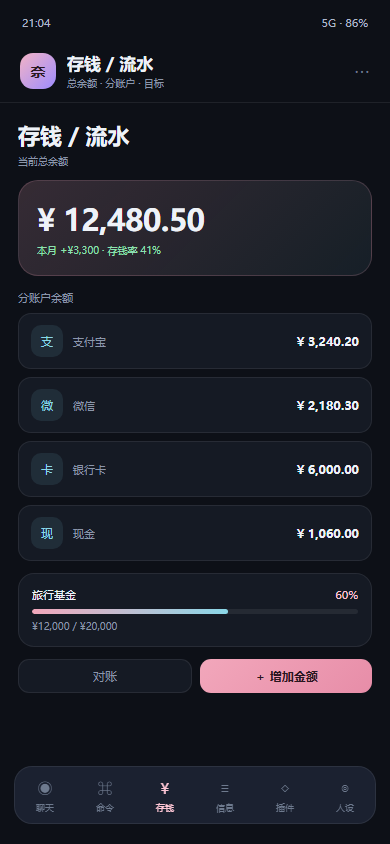 21:04
5G · 86%
奈
存钱 / 流水
总余额 · 分账户 · 目标
···
存钱 / 流水
当前总余额
¥ 12,480.50
本月 +¥3,300 · 存钱率 41%
分账户余额
支 支付宝 ¥ 3,240.20
微 微信 ¥ 2,180.30
卡 银行卡 ¥ 6,000.00
现 现金 ¥ 1,060.00
旅行基金 60%
¥12,000 / ¥20,000
对账
+ 增加金额
聊天 命令 ¥ 存钱 信息 插件 人设